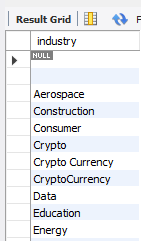 Result Grid
industry
NULL
Aerospace
Construction
Consumer
Crypto
Crypto Currency
CryptoCurrency
Data
Education
Energy